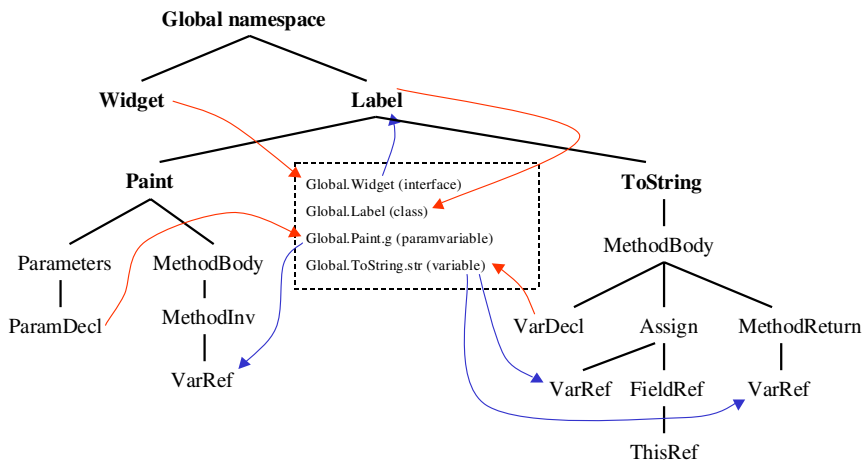 Global namespace
Widget
Label
Paint
ToString
Global.Widget (interface)
Global.Label (class)
Global.Paint.g (paramvariable)
Global.ToString.str (variable)
Parameters
MethodBody
MethodBody
ParamDecl
MethodInv
VarDecl
Assign
MethodReturn
VarRef
VarRef
FieldRef
VarRef
ThisRef